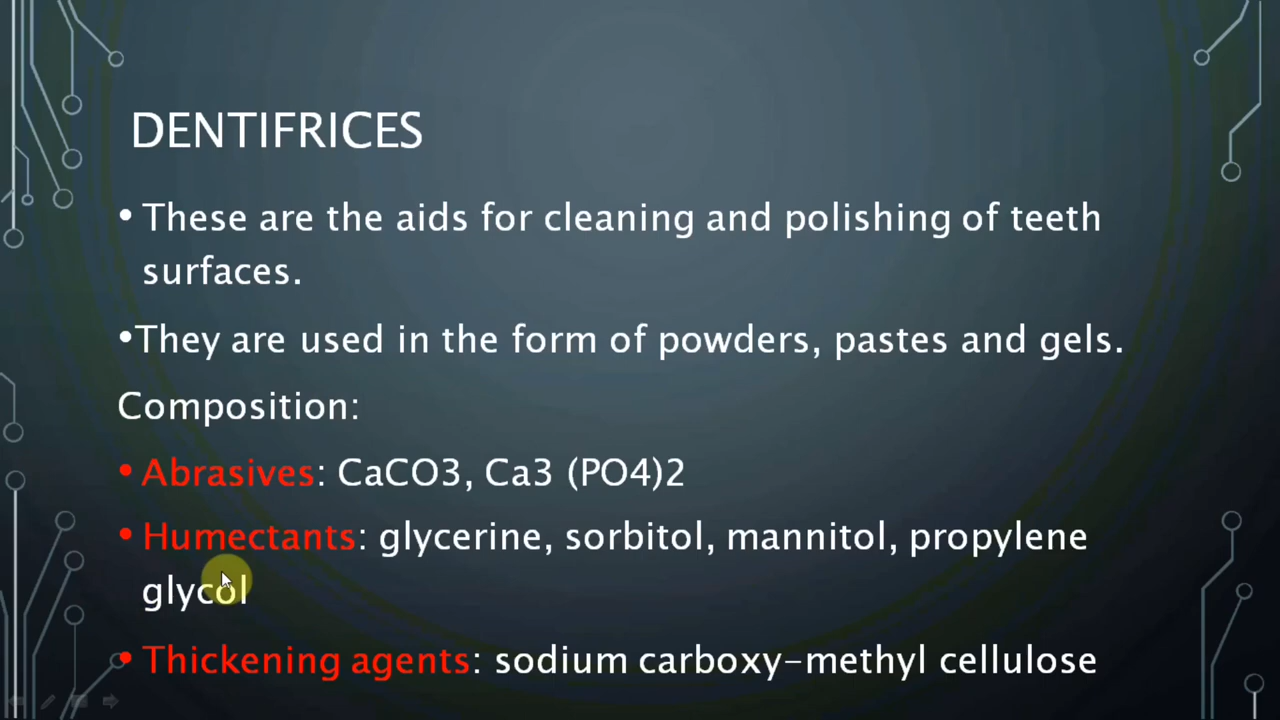 DENTIFRICES
• These are the aids for cleaning and polishing of teeth
surfaces.
•They are used in the form of powders, pastes and gels.
Composition:
• Abrasives: CaCO3, Ca3 (PO4)2
• Humectants: glycerine, sorbitol, mannitol, propylene
glycol
• Thickening agents: sodium carboxy-methyl cellulose